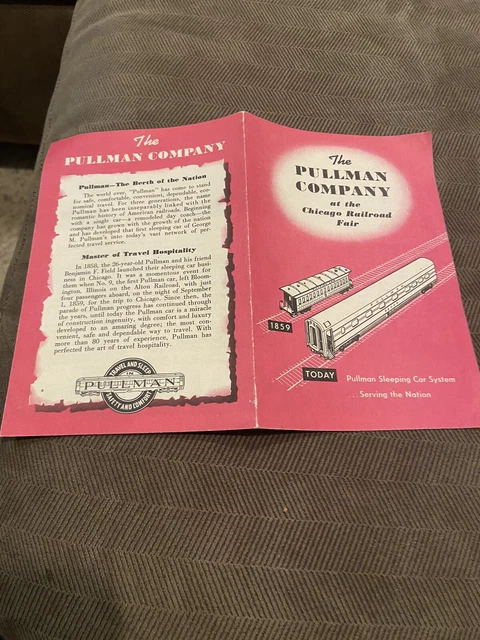 The
PULLMAN COMPANY
Pullman—The Berth of the Nation
The world over, "Pullman" has come to stand
for safe, comfortable, convenient, dependable, eco-
nomical travel. For three generations, the name
Pullman has been inseparably linked with the
romantic history of American railroads. Beginning
with a single car—a remodeled day coach—the
company has grown with the growth of the nation
and has developed that first sleeping car of George
M. Pullman's into today's vast network of per-
fected travel service.
Master of Travel Hospitality
In 1858, the 26-year-old Pullman and his friend
Benjamin F. Field launched their sleeping car busi-
ness in Chicago. It was a momentous event for
them when No. 9, the first Pullman car, left Bloom-
ington, Illinois on the Alton Railroad, with just
four passengers aboard, on the night of September
1, 1859, for the trip to Chicago. Since then, the
parade of Pullman progress has continued through
the years, until today the Pullman car is a miracle
of construction ingenuity, with comfort and luxury
developed to an amazing degree; the most con-
venient, safe and dependable way to travel. With
more than 80 years of experience, Pullman has
perfected the art of travel hospitality.
TRAVEL AND SLEEP
IN
PULLMAN
SAFETY AND COMFORT
The
PULLMAN
COMPANY
at the
Chicago Railroad
Fair
1859
TODAY
Pullman Sleeping Car System
...Serving the Nation